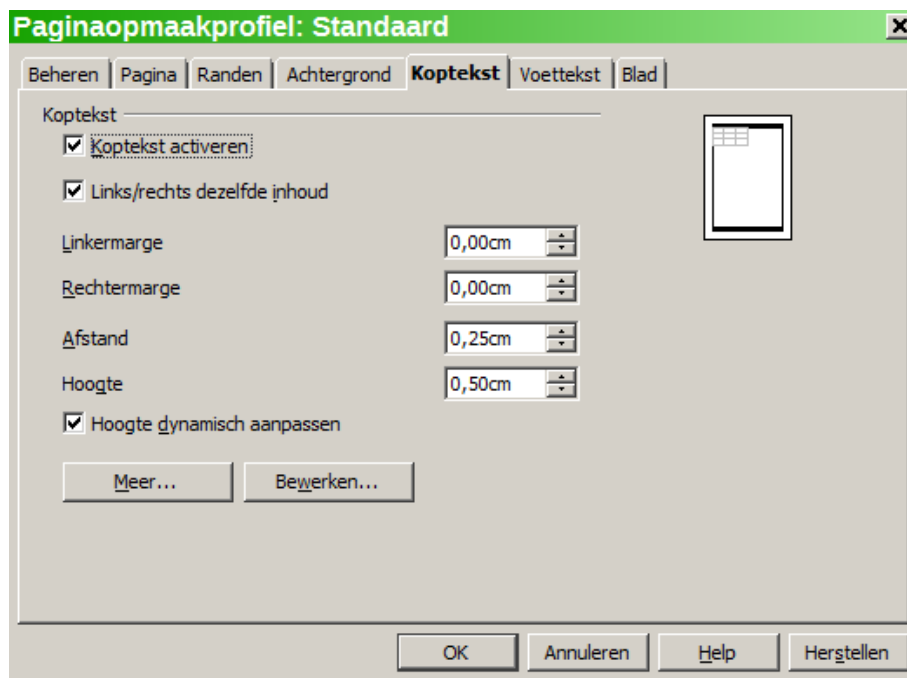 Paginaopmaakprofiel: Standaard
Beheren Pagina Randen Achtergrond Koptekst Voettekst Blad
Koptekst
Koptekst activeren
Links/rechts dezelfde inhoud
Linkermarge 0,00cm
Rechtermarge 0,00cm
Afstand 0,25cm
Hoogte 0,50cm
Hoogte dynamisch aanpassen
Meer... Bewerken...
OK Annuleren Help Herstellen